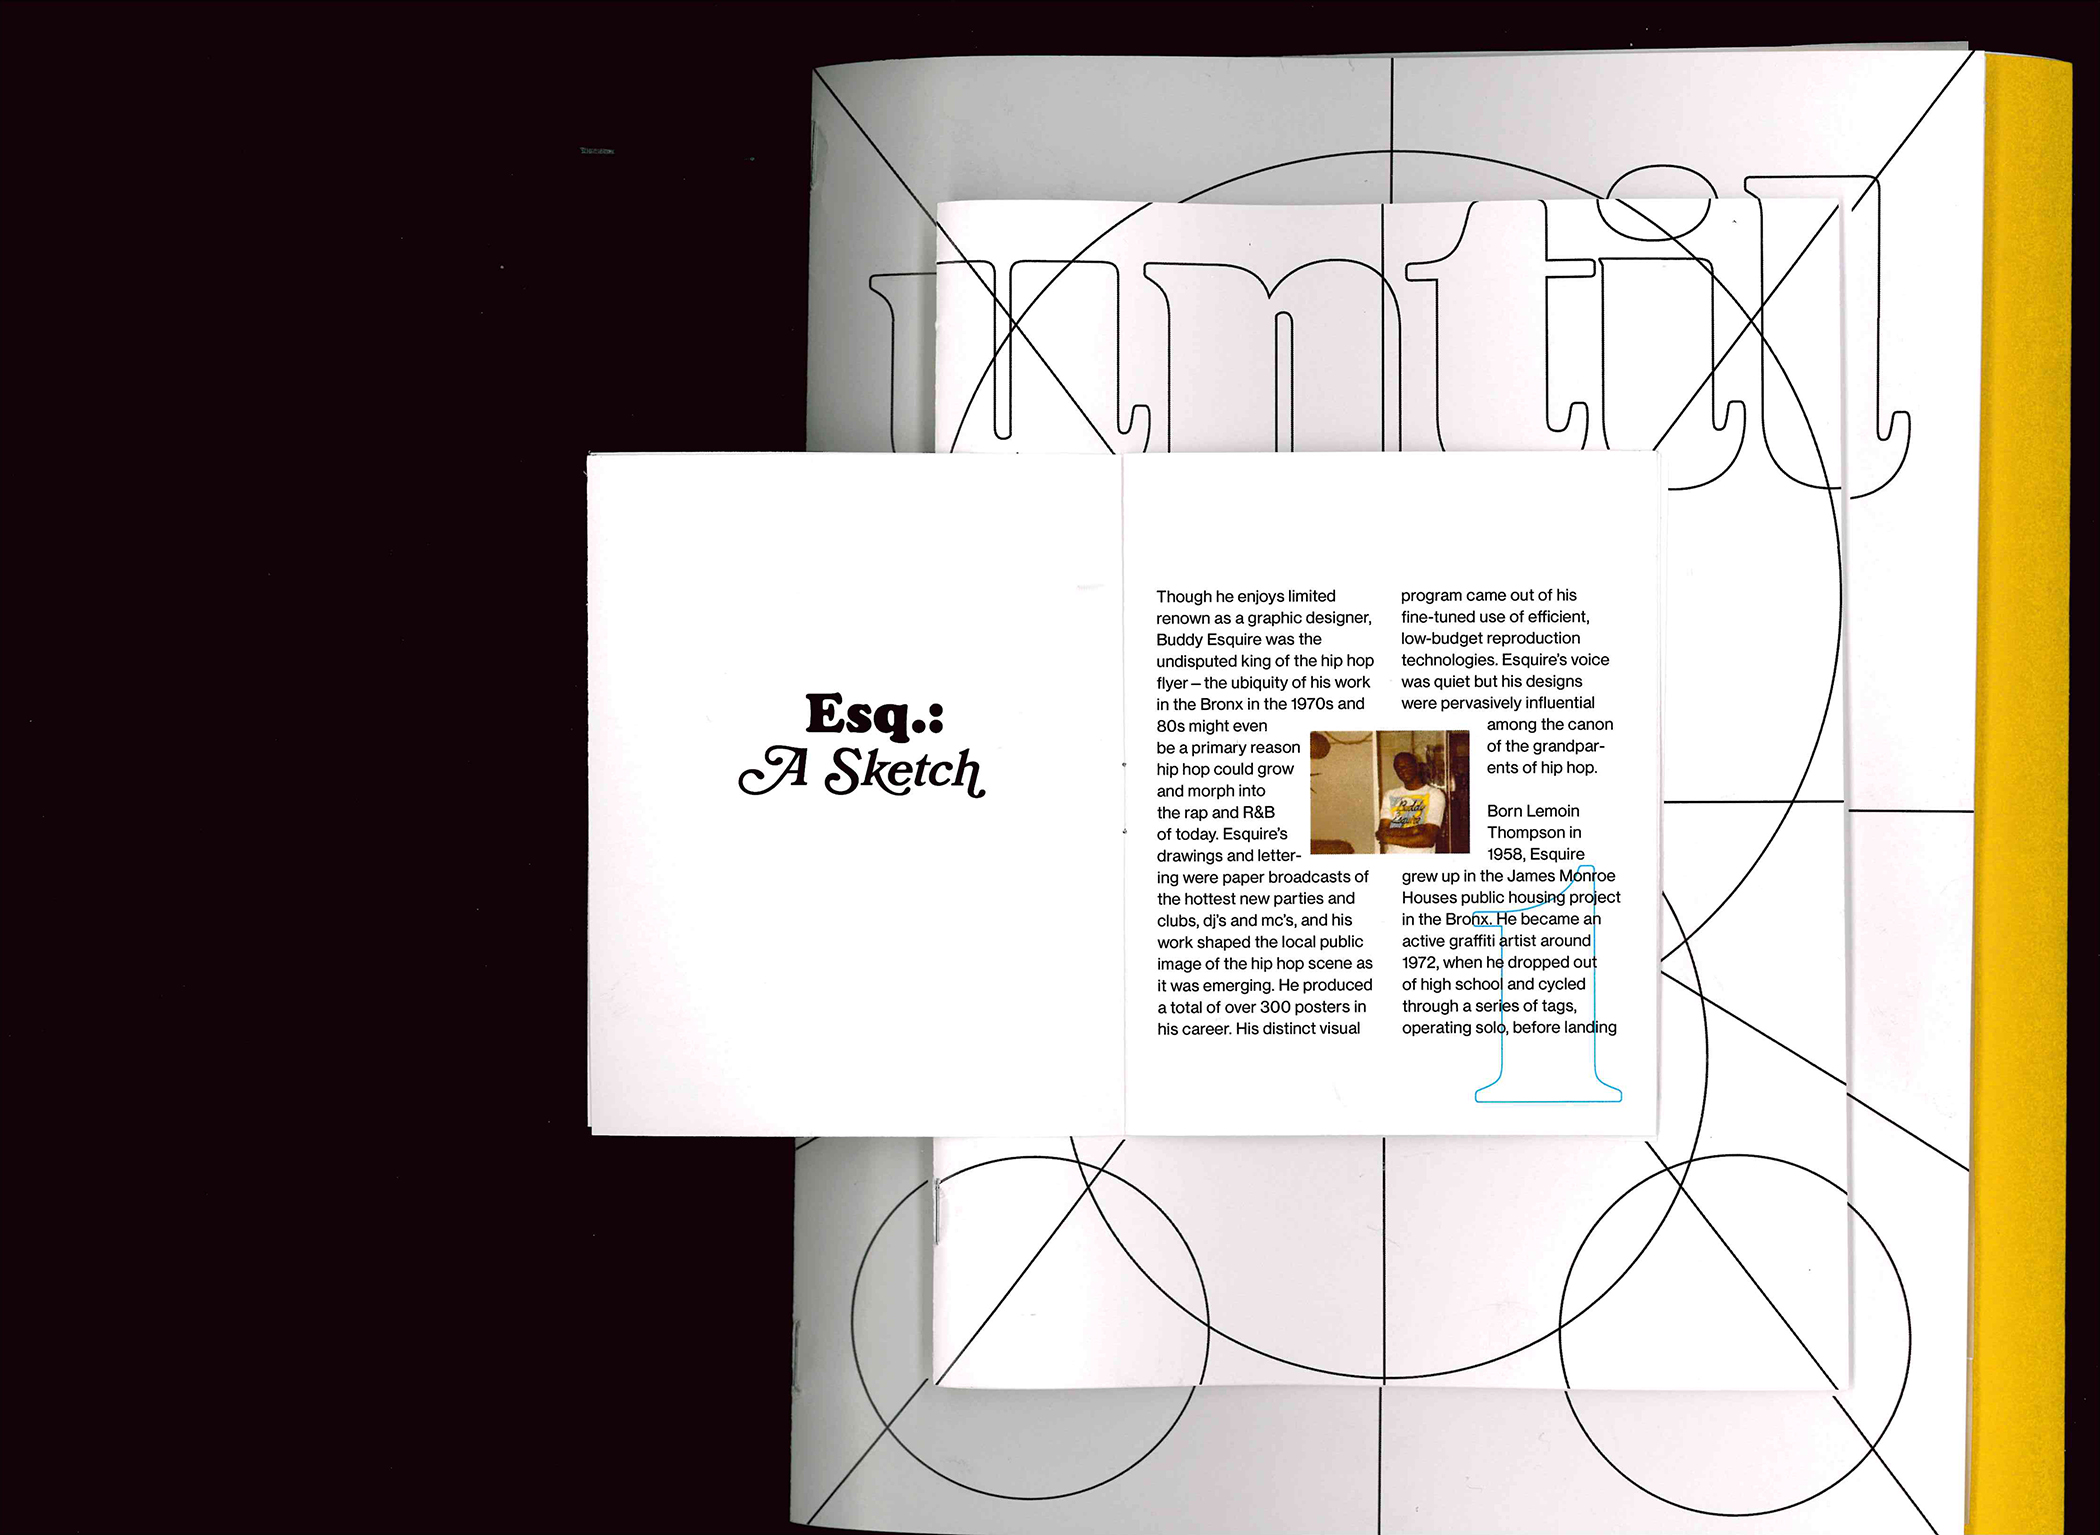 until
Esq.:
A Sketch
Though he enjoys limited
renown as a graphic designer,
Buddy Esquire was the
undisputed king of the hip hop
flyer – the ubiquity of his work
in the Bronx in the 1970s and
80s might even
be a primary reason
hip hop could grow
and morph into
the rap and R&B
of today. Esquire's
drawings and letter-
ing were paper broadcasts of
the hottest new parties and
clubs, dj's and mc's, and his
work shaped the local public
image of the hip hop scene as
it was emerging. He produced
a total of over 300 posters in
his career. His distinct visual
program came out of his
fine-tuned use of efficient,
low-budget reproduction
technologies. Esquire's voice
was quiet but his designs
were pervasively influential
among the canon
of the grandpar-
ents of hip hop.
Born Lemoin
Thompson in
1958, Esquire
grew up in the James Monroe
Houses public housing project
in the Bronx. He became an
active graffiti artist around
1972, when he dropped out
of high school and cycled
through a series of tags,
operating solo, before landing
Buddy
Esquire
1